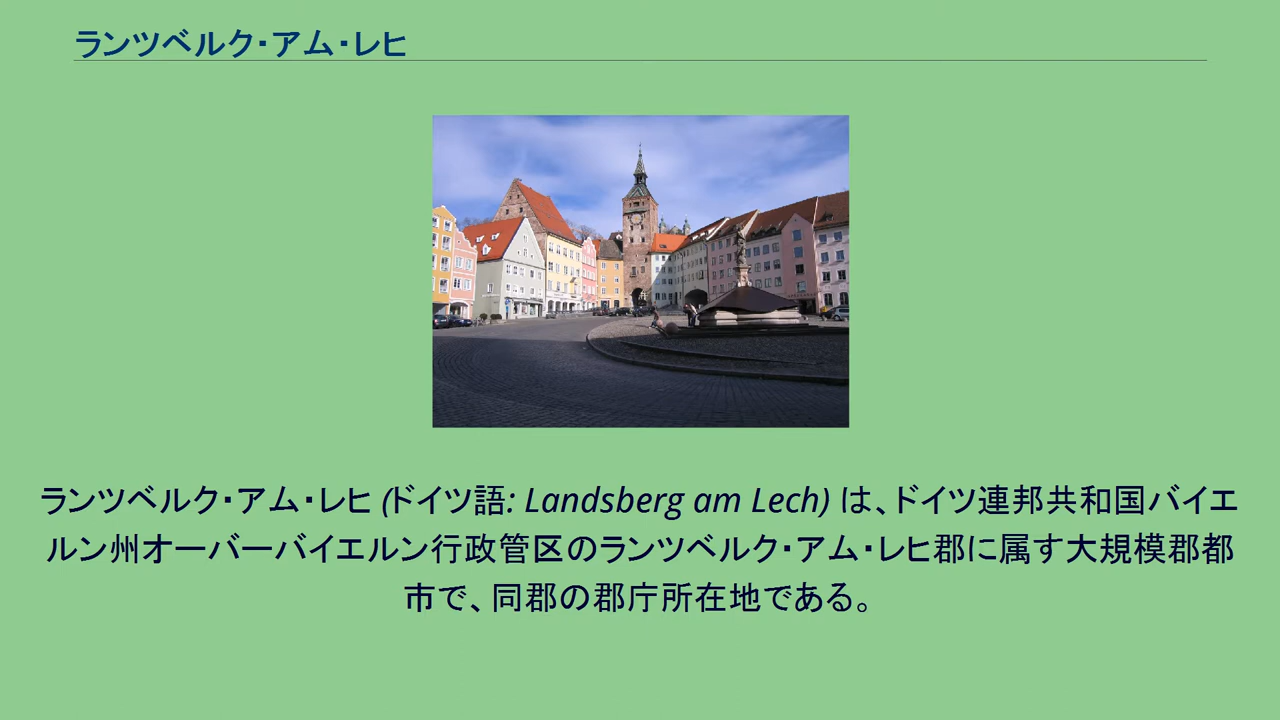 ランツベルク・アム・レヒ
ランツベルク・アム・レヒ (ドイツ語: Landsberg am Lech) は、ドイツ連邦共和国バイエ
ルン州オーバーバイエルン行政管区のランツベルク・アム・レヒ郡に属す大規模郡都
市で、同郡の郡庁所在地である。